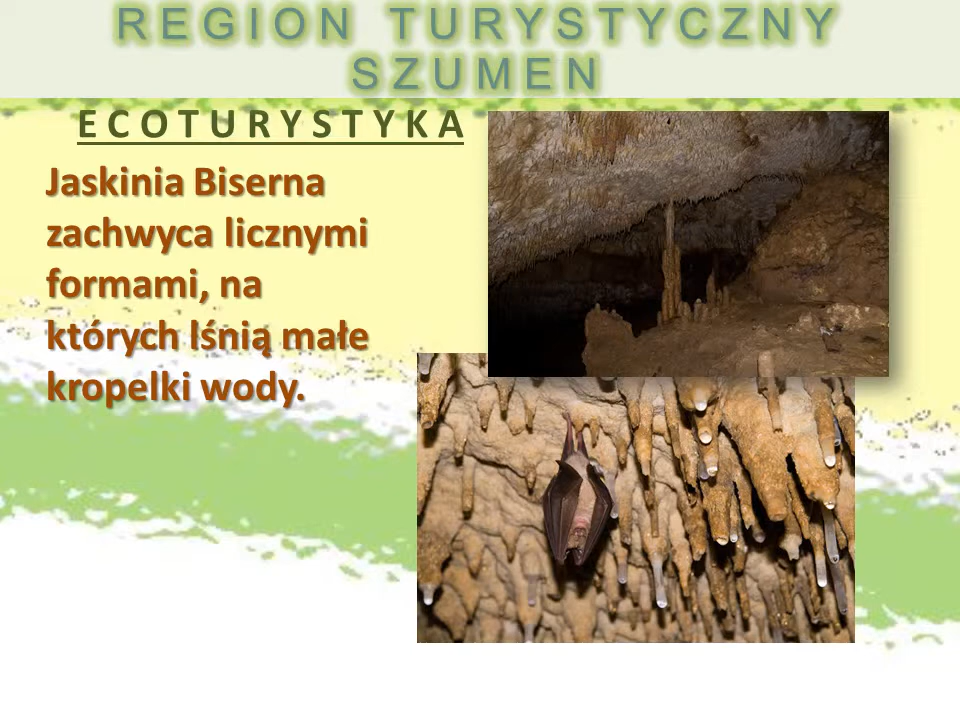 REGION TURYSTYCZNY
SZUMEN
ECOTURYSTYKA
Jaskinia Biserna
zachwyca licznymi
formami, na
których lśnią małe
kropelki wody.